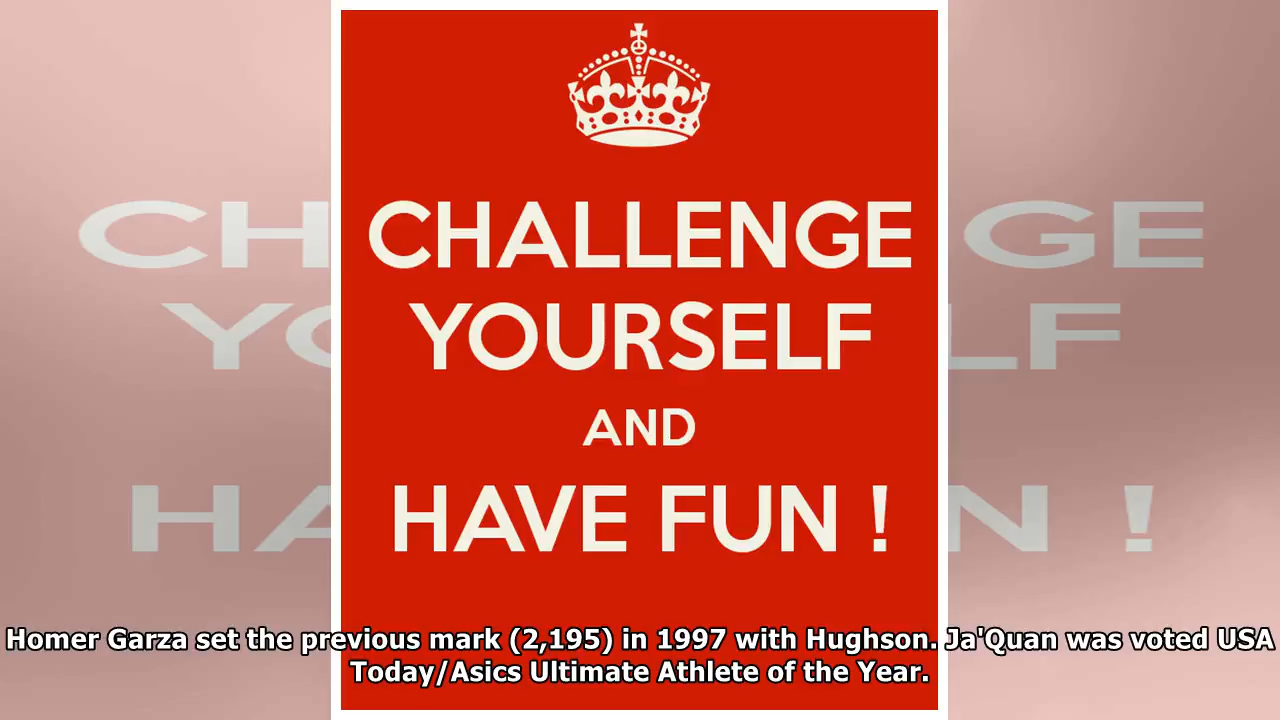 CHALLENGE
YOURSELF
AND
HAVE FUN !
Homer Garza set the previous mark (2,195) in 1997 with Hughson. Ja'Quan was voted USA
Today/Asics Ultimate Athlete of the Year.